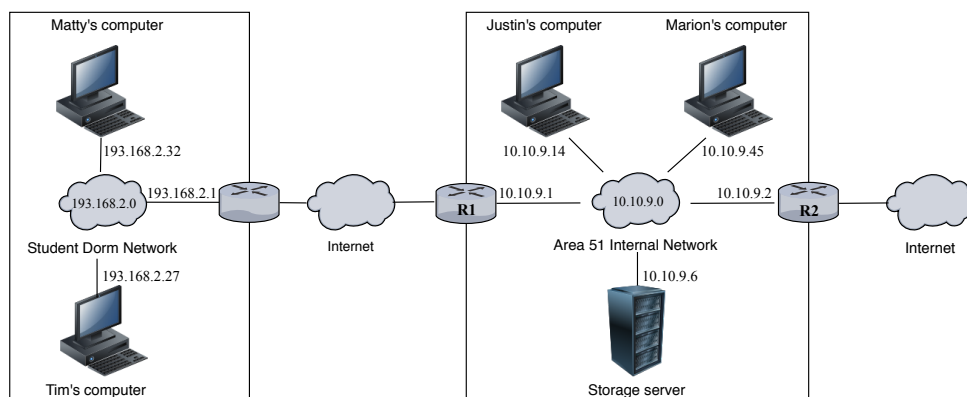 Matty's computer
Justin's computer
Marion's computer
193.168.2.32
10.10.9.14
10.10.9.45
193.168.2.0
193.168.2.1
R1
10.10.9.1
10.10.9.0
10.10.9.2
R2
Student Dorm Network
Internet
Area 51 Internal Network
Internet
193.168.2.27
10.10.9.6
Tim's computer
Storage server